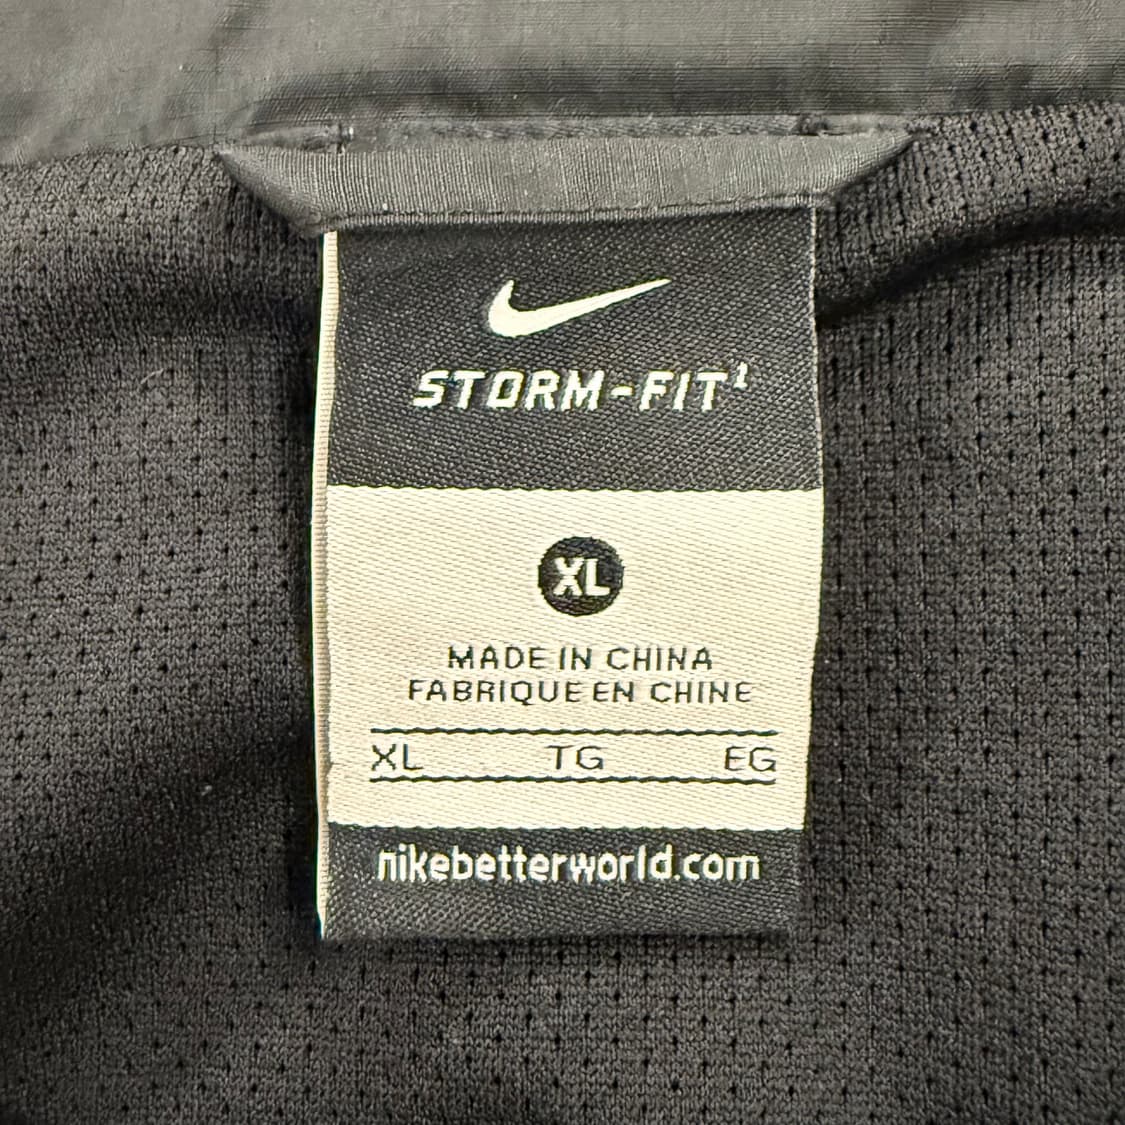 STORM-FIT¹
XL
MADE IN CHINA
FABRIQUE EN CHINE
XL TG EG
nikebetterworld.com